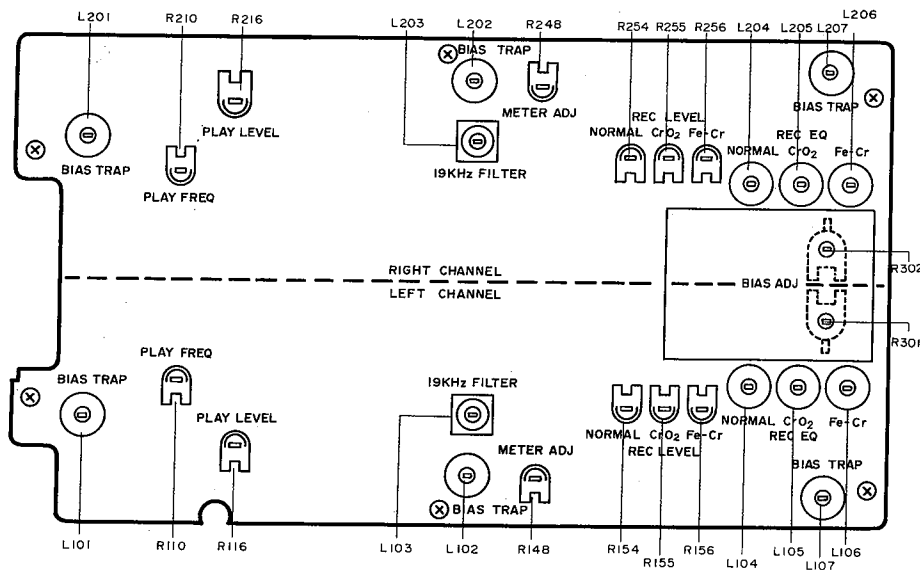 L201 R210 R216 L203 L202 R248 R254 R255 R256 L204 L205 L207 L206
BIAS TRAP
PLAY LEVEL
METER ADJ
BIAS TRAP
REC LEVEL
NORMAL CrO₂ Fe-Cr
REC EQ
NORMAL CrO₂ Fe-Cr
BIAS TRAP
PLAY FREQ
19KHz FILTER
RIGHT CHANNEL
LEFT CHANNEL
BIAS ADJ
R302
R301
PLAY FREQ
BIAS TRAP
PLAY LEVEL
19KHz FILTER
METER ADJ
BIAS TRAP
NORMAL CrO₂ Fe-Cr
REC LEVEL
NORMAL CrO₂ Fe-Cr
REC EQ
BIAS TRAP
L101 R110 R116 L103 L102 R148 R154 R155 R156 L104 L105 L107 L106